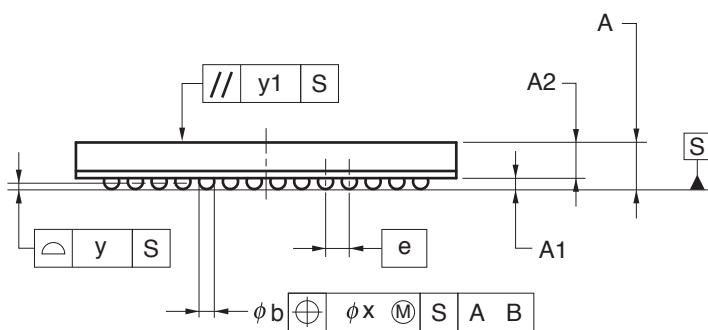 A
A2
// y1 S
S
⌓ y S
e
A1
ϕb ⌖ ϕx Ⓜ S A B